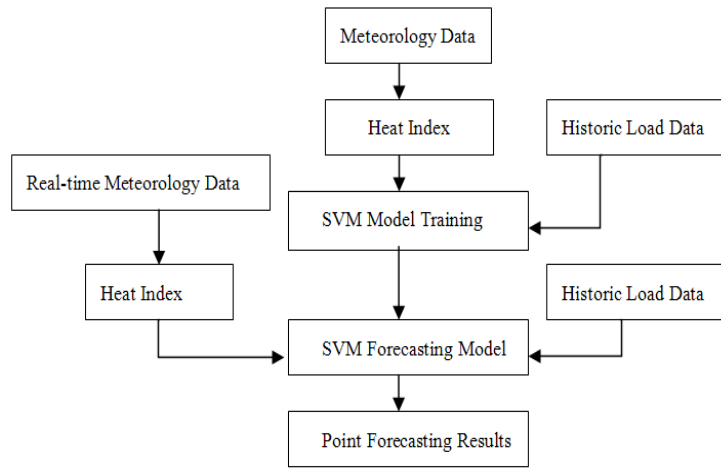 Meteorology Data
Heat Index
Historic Load Data
Real-time Meteorology Data
SVM Model Training
Heat Index
Historic Load Data
SVM Forecasting Model
Point Forecasting Results